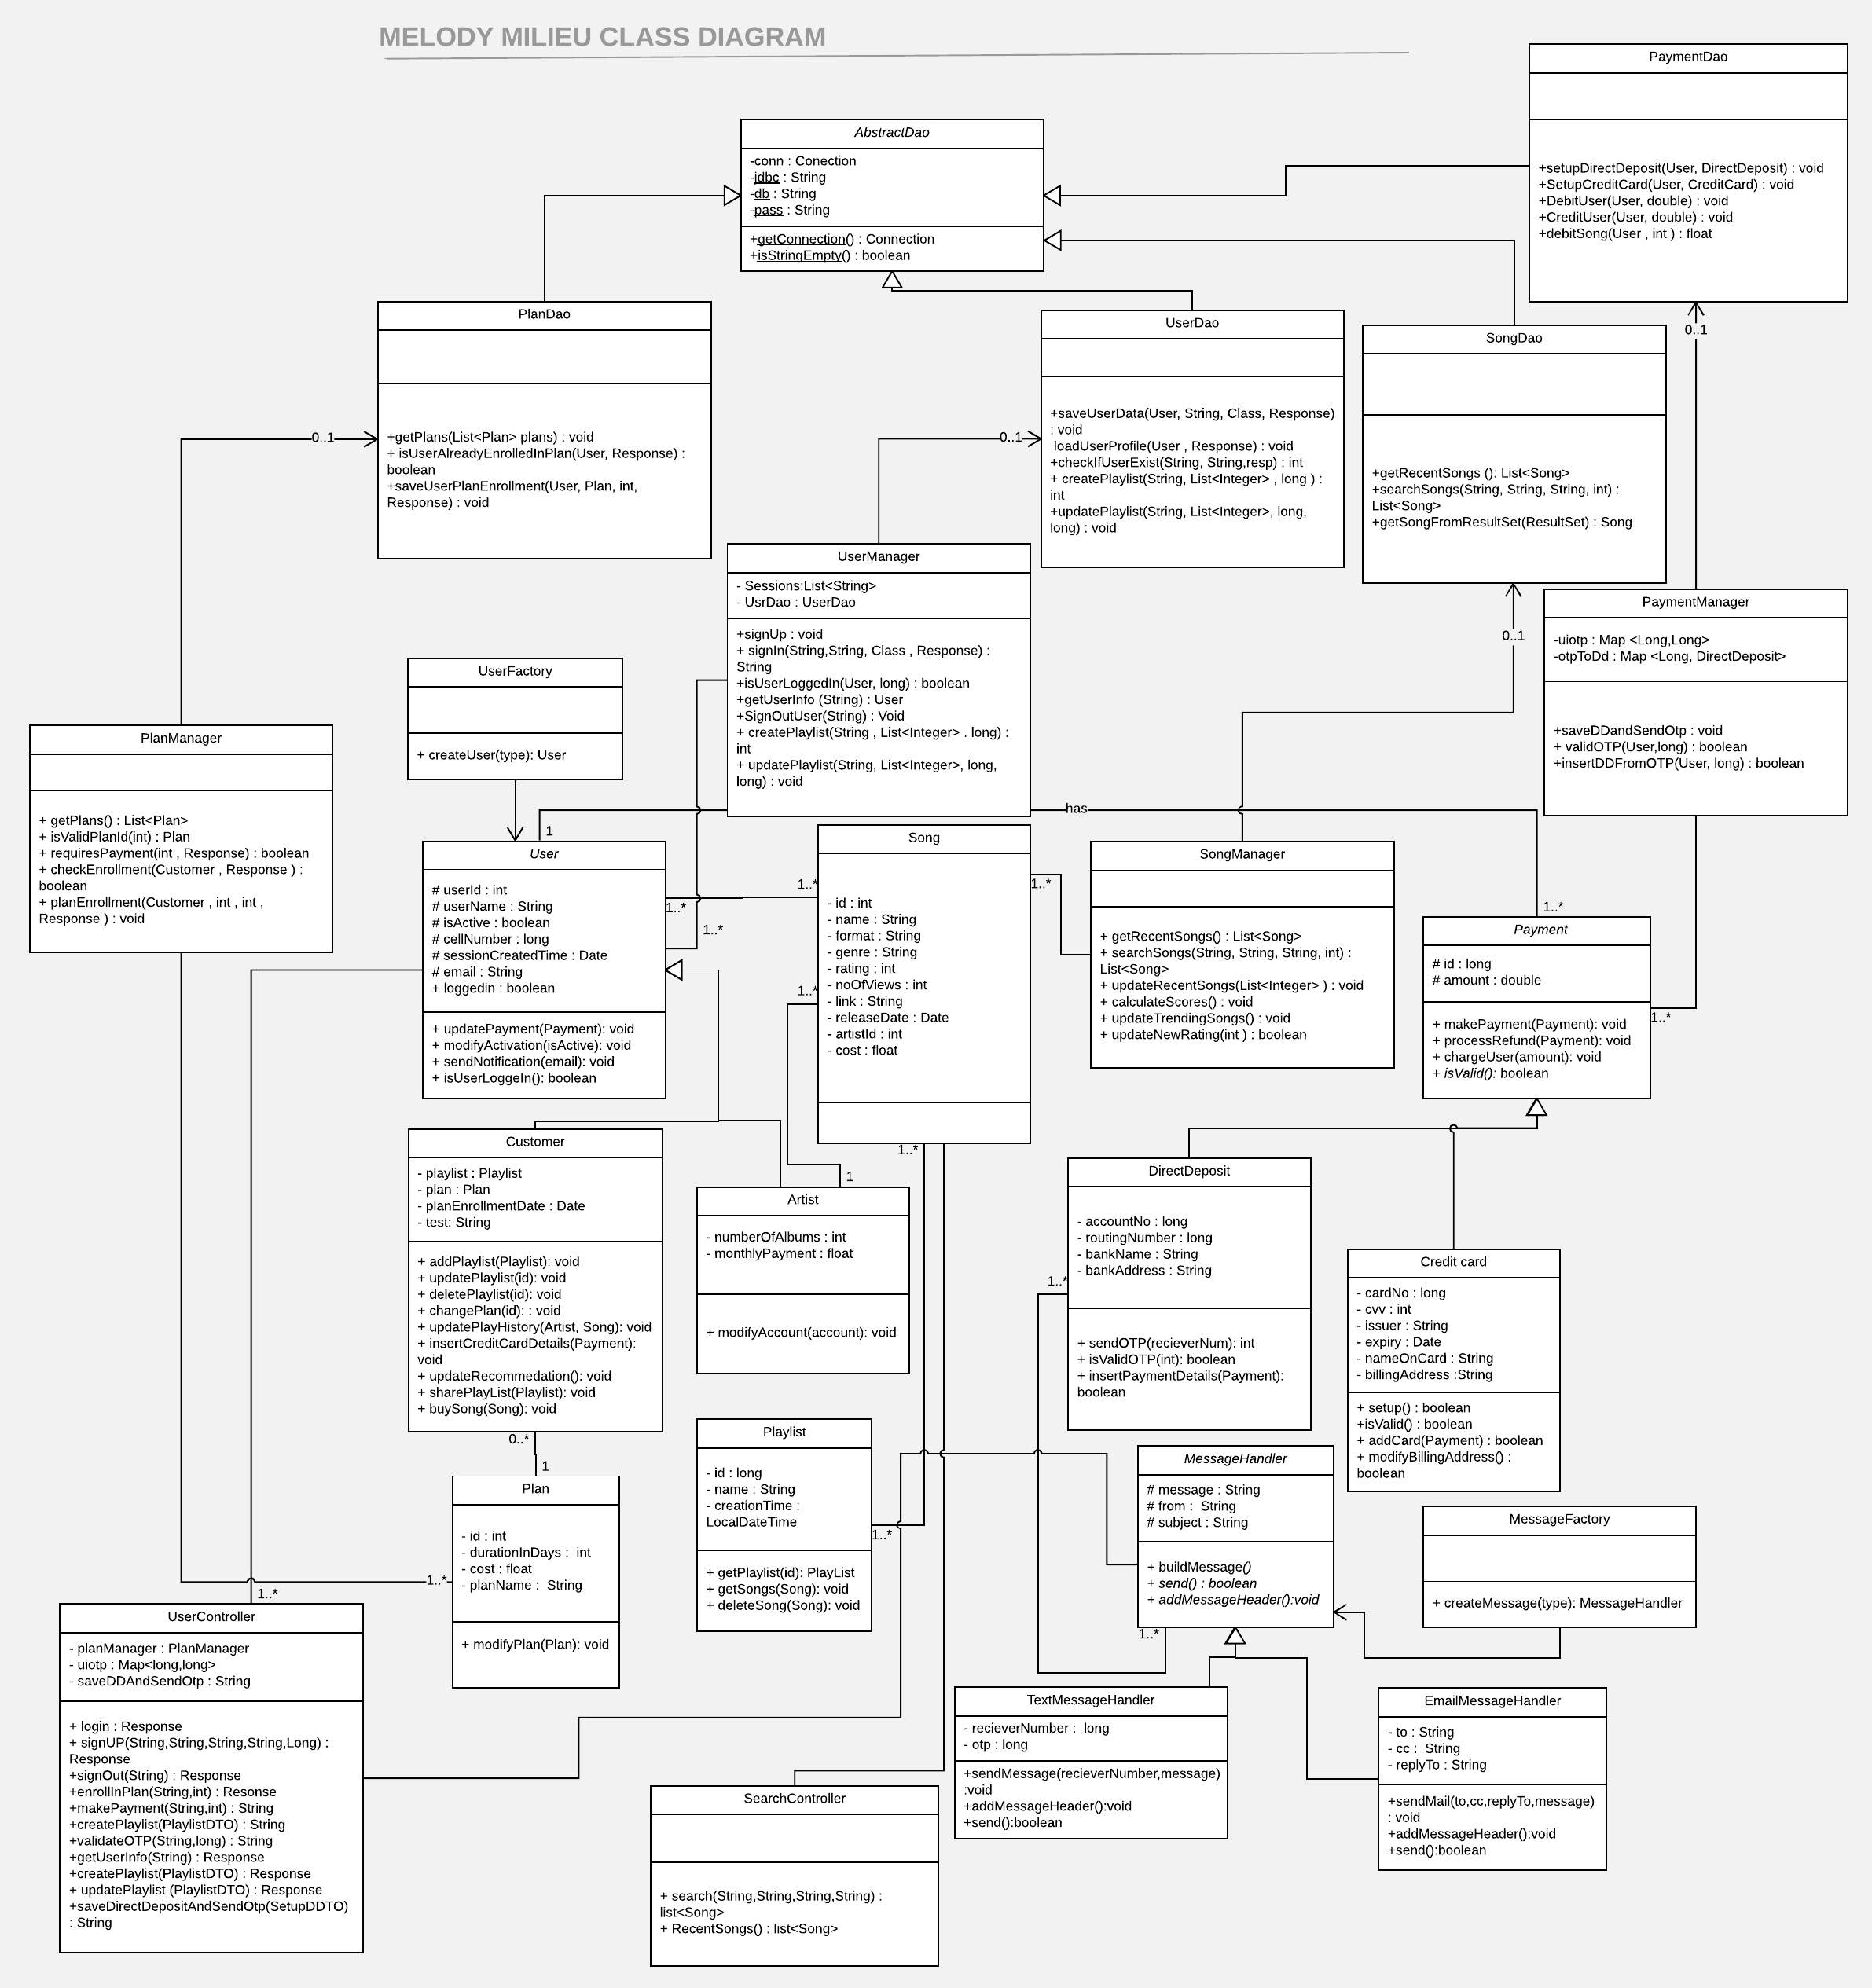 MELODY MILIEU CLASS DIAGRAM
PaymentDao
+setupDirectDeposit(User, DirectDeposit) : void
+SetupCreditCard(User, CreditCard) : void
+DebitUser(User, double) : void
+CreditUser(User, double) : void
+debitSong(User , int ) : float
AbstractDao
-conn : Conection
-jdbc : String
-db : String
-pass : String
+getConnection() : Connection
+isStringEmpty() : boolean
PlanDao
+getPlans(List<Plan> plans) : void
+ isUserAlreadyEnrolledInPlan(User, Response) :
boolean
+saveUserPlanEnrollment(User, Plan, int,
Response) : void
0..1
UserDao
+saveUserData(User, String, Class, Response)
: void
loadUserProfile(User , Response) : void
+checkIfUserExist(String, String,resp) : int
+ createPlaylist(String, List<Integer> , long ) :
int
+updatePlaylist(String, List<Integer>, long,
long) : void
0..1
SongDao
+getRecentSongs (): List<Song>
+searchSongs(String, String, String, int) :
List<Song>
+getSongFromResultSet(ResultSet) : Song
0..1
0..1
UserManager
- Sessions:List<String>
- UsrDao : UserDao
+signUp : void
+ signIn(String,String, Class , Response) :
String
+isUserLoggedIn(User, long) : boolean
+getUserInfo (String) : User
+SignOutUser(String) : Void
+ createPlaylist(String , List<Integer> . long) :
int
+ updatePlaylist(String, List<Integer>, long,
long) : void
PaymentManager
-uiotp : Map <Long,Long>
-otpToDd : Map <Long, DirectDeposit>
+saveDDandSendOtp : void
+ validOTP(User,long) : boolean
+insertDDFromOTP(User, long) : boolean
UserFactory
+ createUser(type): User
PlanManager
+ getPlans() : List<Plan>
+ isValidPlanId(int) : Plan
+ requiresPayment(int , Response) : boolean
+ checkEnrollment(Customer , Response ) :
boolean
+ planEnrollment(Customer , int , int ,
Response ) : void
has
1
1..*
User
# userId : int
# userName : String
# isActive : boolean
# cellNumber : long
# sessionCreatedTime : Date
# email : String
+ loggedin : boolean
+ updatePayment(Payment): void
+ modifyActivation(isActive): void
+ sendNotification(email): void
+ isUserLoggeIn(): boolean
1..*
1..*
1..*
1..*
1..*
Song
- id : int
- name : String
- format : String
- genre : String
- rating : int
- noOfViews : int
- link : String
- releaseDate : Date
- artistId : int
- cost : float
SongManager
+ getRecentSongs() : List<Song>
+ searchSongs(String, String, String, int) :
List<Song>
+ updateRecentSongs(List<Integer> ) : void
+ calculateScores() : void
+ updateTrendingSongs() : void
+ updateNewRating(int ) : boolean
Payment
# id : long
# amount : double
+ makePayment(Payment): void
+ processRefund(Payment): void
+ chargeUser(amount): void
+ isValid(): boolean
1..*
Customer
- playlist : Playlist
- plan : Plan
- planEnrollmentDate : Date
- test: String
+ addPlaylist(Playlist): void
+ updatePlaylist(id): void
+ deletePlaylist(id): void
+ changePlan(id): : void
+ updatePlayHistory(Artist, Song): void
+ insertCreditCardDetails(Payment):
void
+ updateRecommedation(): void
+ sharePlayList(Playlist): void
+ buySong(Song): void
0..*
1
1..*
1
Artist
- numberOfAlbums : int
- monthlyPayment : float
+ modifyAccount(account): void
DirectDeposit
- accountNo : long
- routingNumber : long
- bankName : String
- bankAddress : String
+ sendOTP(recieverNum): int
+ isValidOTP(int): boolean
+ insertPaymentDetails(Payment):
boolean
1..*
Credit card
- cardNo : long
- cvv : int
- issuer : String
- expiry : Date
- nameOnCard : String
- billingAddress :String
+ setup() : boolean
+isValid() : boolean
+ addCard(Payment) : boolean
+ modifyBillingAddress() :
boolean
Playlist
- id : long
- name : String
- creationTime :
LocalDateTime
+ getPlaylist(id): PlayList
+ getSongs(Song): void
+ deleteSong(Song): void
1..*
MessageHandler
# message : String
# from :  String
# subject : String
+ buildMessage()
+ send() : boolean
+ addMessageHeader():void
1..*
MessageFactory
+ createMessage(type): MessageHandler
Plan
- id : int
- durationInDays :  int
- cost : float
- planName :  String
+ modifyPlan(Plan): void
1..*
1..*
UserController
- planManager : PlanManager
- uiotp : Map<long,long>
- saveDDAndSendOtp : String
+ login : Response
+ signUP(String,String,String,String,Long) :
Response
+signOut(String) : Response
+enrollInPlan(String,int) : Resonse
+makePayment(String,int) : String
+createPlaylist(PlaylistDTO) : String
+validateOTP(String,long) : String
+getUserInfo(String) : Response
+createPlaylist(PlaylistDTO) : Response
+ updatePlaylist (PlaylistDTO) : Response
+saveDirectDepositAndSendOtp(SetupDDTO)
: String
TextMessageHandler
- recieverNumber :  long
- otp : long
+sendMessage(recieverNumber,message)
:void
+addMessageHeader():void
+send():boolean
EmailMessageHandler
- to : String
- cc :  String
- replyTo : String
+sendMail(to,cc,replyTo,message)
: void
+addMessageHeader():void
+send():boolean
SearchController
+ search(String,String,String,String) :
list<Song>
+ RecentSongs() : list<Song>